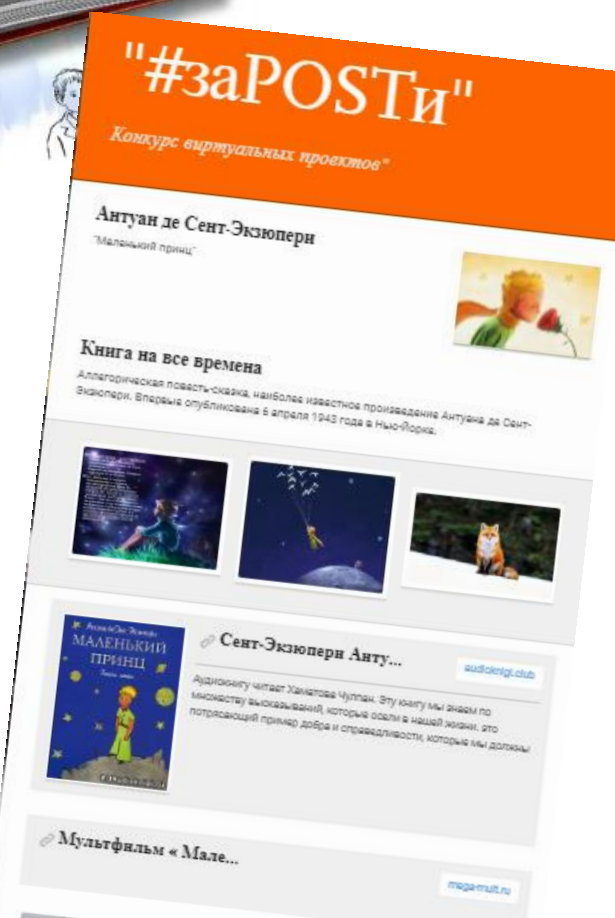 "#заPOSTи"
Конкурс виртуальных проектов"
Антуан де Сент-Экзюпери
"Маленький принц"
Книга на все времена
Аллегорическая повесть-сказка, наиболее известное произведение Антуана де Сент-
Экзюпери. Впервые опубликована 6 апреля 1943 года в Нью-Йорке.
МАЛЕНЬКИЙ
ПРИНЦ
Сент-Экзюпери Анту...
audioknigi.club
Аудиокнигу читает Хаматова Чулпан. Эту книгу мы знаем по
множеству высказываний, которые осели в нашей жизни. это
потрясающий пример добра и справедливости, которые мы должны
Мультфильм « Мале...
mega-mult.ru